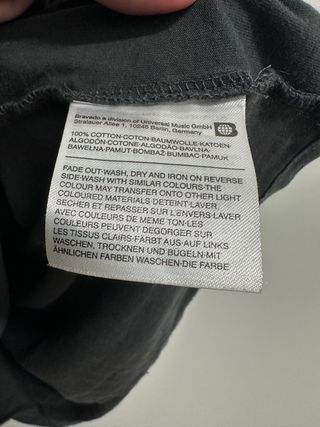 Bravado a division of Universal Music GmbH
Stralauer Allee 1, 10245 Berlin, Germany
100% COTTON-COTON-BAUMWOLLE-KATOEN-
ALGODÓN-COTONE-ALGODÃO-BAVLNA-
BAWEŁNA-PAMUT-BOMBAŽ-BUMBAC-PAMUK
FADE OUT-WASH, DRY AND IRON ON REVERSE
SIDE-WASH WITH SIMILAR COLOURS-THE
COLOUR MAY TRANSFER ONTO OTHER LIGHT
COLOURED MATERIALS DETEINT-LAVER,
SECHER ET REPASSER SUR L'ENVERS-LAVER
AVEC COULEURS DE MEME TON-LES
COULEURS PEUVENT DEGORGER SUR
LES TISSUS CLAIRS-FÄRBT AUS-AUF LINKS
WASCHEN, TROCKNEN UND BÜGELN-MIT
ÄHNLICHEN FARBEN WASCHEN-DIE FARBE